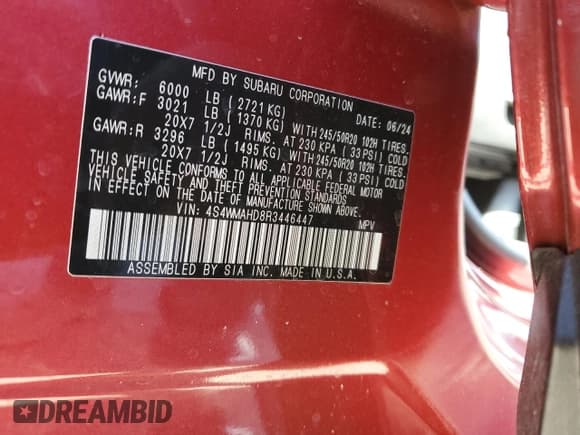 MFD BY SUBARU CORPORATION
DATE: 06/24
GVWR: 6000 LB (2721 KG)
GAWR:F 3021 LB (1370 KG) WITH 245/50R20 102H TIRES,
20X7 1/2J RIMS. AT 230 KPA (33 PSI) COLD
GAWR:R 3296 LB (1495 KG) WITH 245/50R20 102H TIRES,
20X7 1/2J RIMS. AT 230 KPA (33 PSI) COLD
THIS VEHICLE CONFORMS TO ALL APPLICABLE FEDERAL MOTOR
VEHICLE SAFETY AND THEFT PREVENTION STANDARDS
IN EFFECT ON THE DATE OF MANUFACTURE SHOWN ABOVE.
VIN: 4S4WMAHD8R3446447 MPV
ASSEMBLED BY SIA INC. MADE IN U.S.A.
DREAMBID